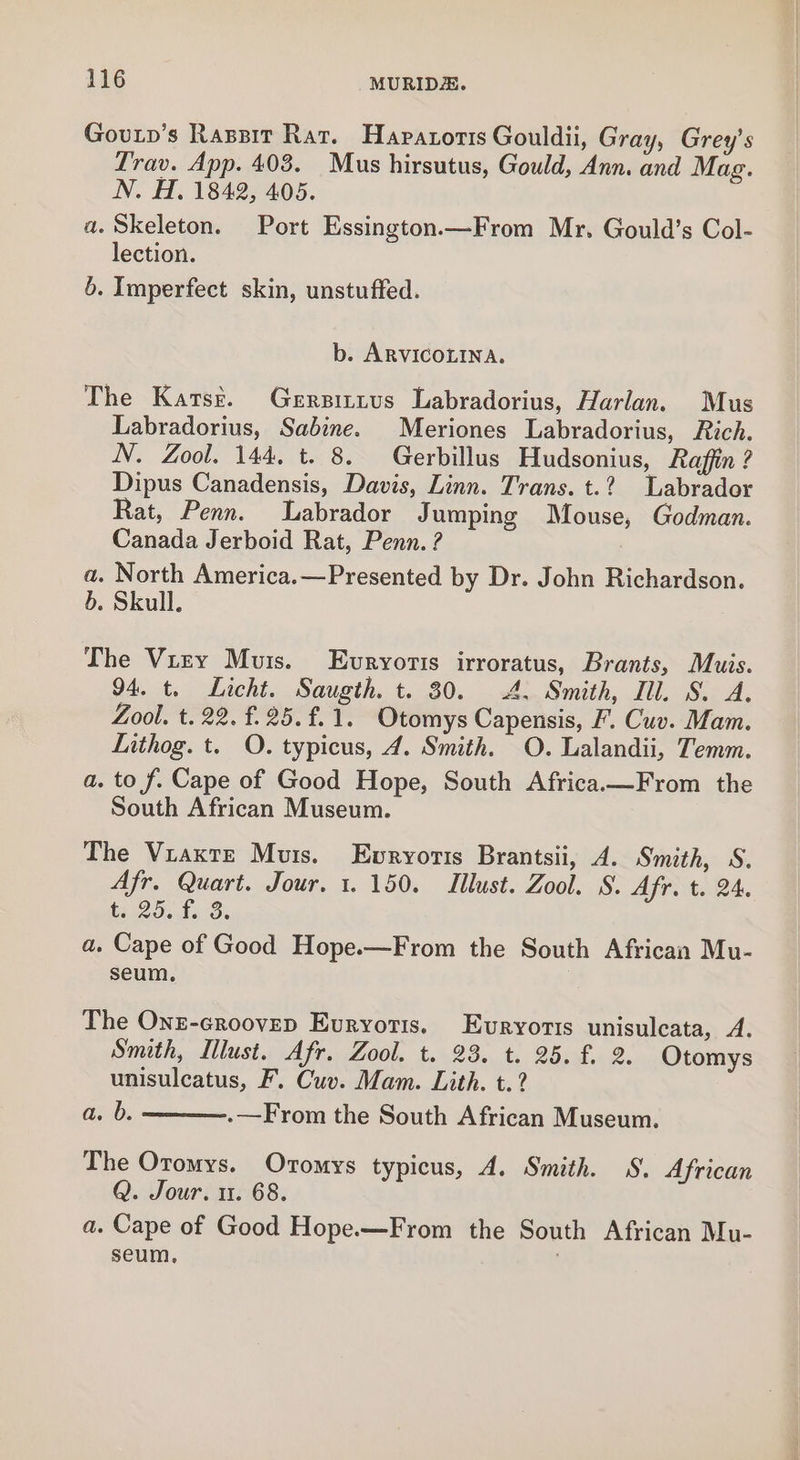 116 MURIDÆ.
Gould's Rabbit Rat. Hapalotis Gouldii, Gray, Grey's
Trav. App. 403. Mus hirsutus, Gould, Ann. and Mag.
N. H. 1842, 405.
a. Skeleton. Port Essington.—From Mr. Gould's Col-
lection.
b. Imperfect skin, unstuffed.
b. Arvicolina.
The Katsé. Gerbillus Labradorius, Harlan. Mus
Labradorius, Sabine. Meriones Labradorius, Rich.
N. Zool. 144. t. 8. Gerbillus Hudsonius, Raffin?
Dipus Canadensis, Davis, Linn. Trans. t.? Labrador
Rat, Penn. Labrador Jumping Mouse, Godman.
Canada Jerboid Rat, Penn.?
a. North America.—Presented by Dr. John Richardson.
b. Skull.
The Vley Muis. Euryotis irroratus, Brants, Muis.
94. t. Licht. Saugth. t. 30. A. Smith, Ill. S. A.
Zool. t. 22. f. 25. f. 1. Otomys Capensis, F. Cuv. Mam.
Lithog. t. O. typicus, A. Smith. O. Lalandii, Temm.
a. to f. Cape of Good Hope, South Africa.—From the
South African Museum.
The Vlakte Muis. Euryotis Brantsii, A. Smith, S.
Afr. Quart. Jour. 1. 150. Illust. Zool. S. Afr. t. 24.
t. 25. f. 3.
a. Cape of Good Hope.—From the South African Mu-
seum.
The One-grooved Euryotis. Euryotis unisulcata, A.
Smith, Illust. Afr. Zool. t. 23. t. 25. f. 2. Otomys
unisulcatus, F. Cuv. Mam. Lith. t.?
a. b. ———.—From the South African Museum.
The Otomys. Otomys typicus, A. Smith. S. African
Q. Jour. 11. 68.
a. Cape of Good Hope.—From the South African Mu-
seum.